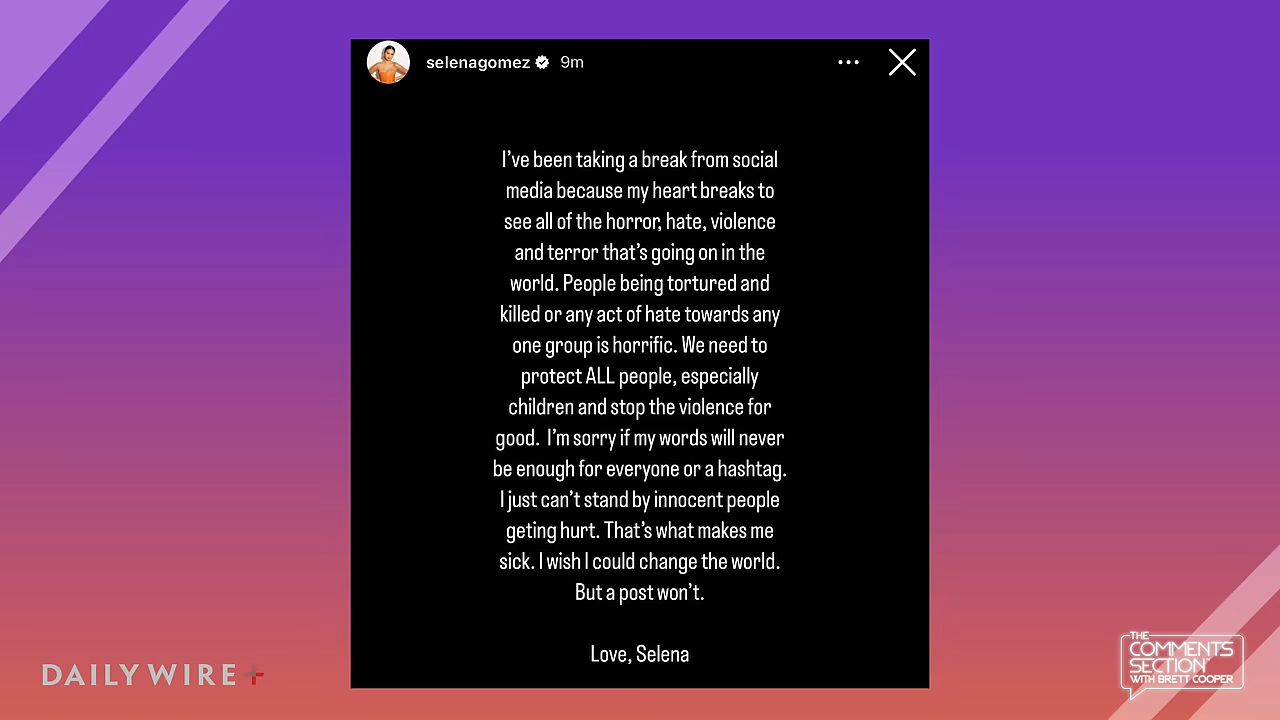 selenagomez 9m
I've been taking a break from social
media because my heart breaks to
see all of the horror, hate, violence
and terror that's going on in the
world. People being tortured and
killed or any act of hate towards any
one group is horrific. We need to
protect ALL people, especially
children and stop the violence for
good.  I'm sorry if my words will never
be enough for everyone or a hashtag.
I just can't stand by innocent people
geting hurt. That's what makes me
sick. I wish I could change the world.
But a post won't.
Love, Selena
DAILY WIRE +
THE
COMMENTS
SECTION
WITH BRETT COOPER